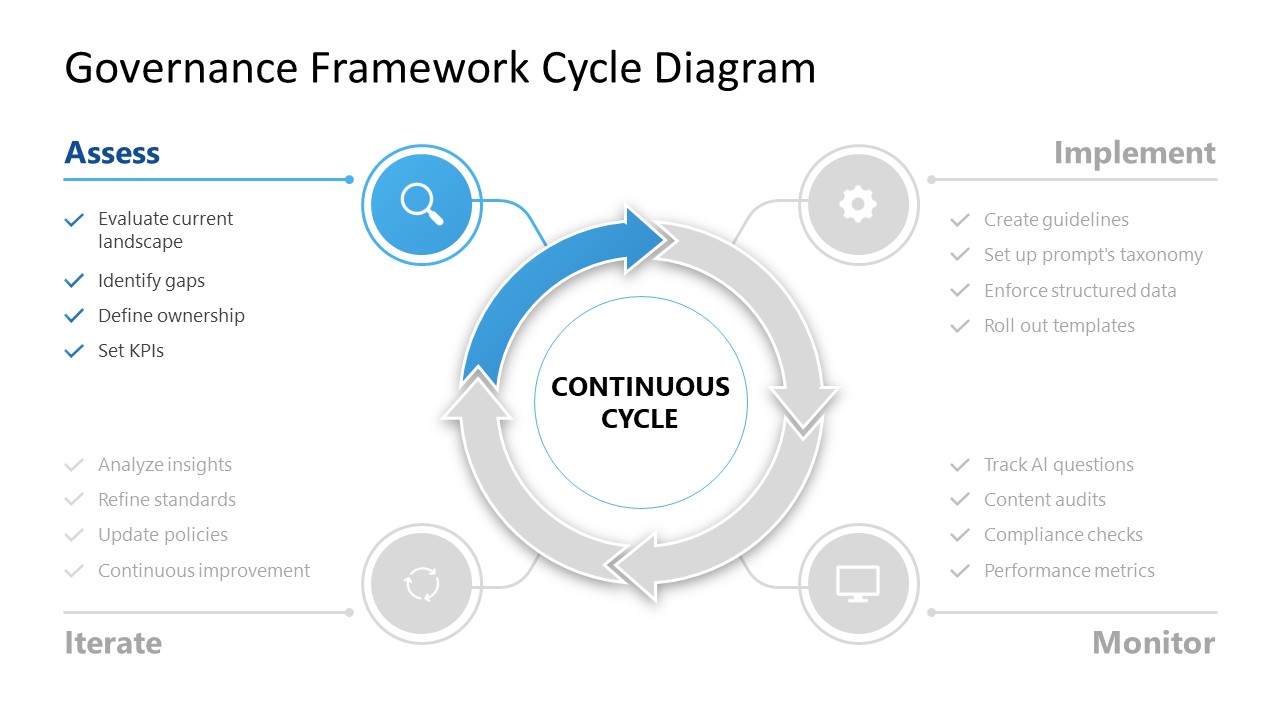 Governance Framework Cycle Diagram
Assess
Evaluate current
landscape
Identify gaps
Define ownership
Set KPIs
Implement
Create guidelines
Set up prompt's taxonomy
Enforce structured data
Roll out templates
CONTINUOUS
CYCLE
Analyze insights
Refine standards
Update policies
Continuous improvement
Iterate
Track AI questions
Content audits
Compliance checks
Performance metrics
Monitor